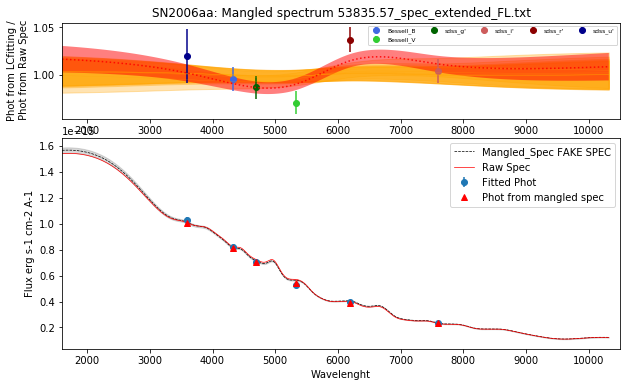 SN2006aa: Mangled spectrum 53835.57_spec_extended_FL.txt
Phot from LCfitting /
Phot from Raw Spec
1.05
1.00
Bessell_B
Bessell_V
sdss_g'
sdss_i'
sdss_r'
sdss_u'
2000 3000 4000 5000 6000 7000 8000 9000 10000
1e−15
Flux erg s-1 cm-2 A-1
1.6
1.4
1.2
1.0
0.8
0.6
0.4
0.2
Mangled_Spec FAKE SPEC
Raw Spec
Fitted Phot
Phot from mangled spec
2000 3000 4000 5000 6000 7000 8000 9000 10000
Wavelenght